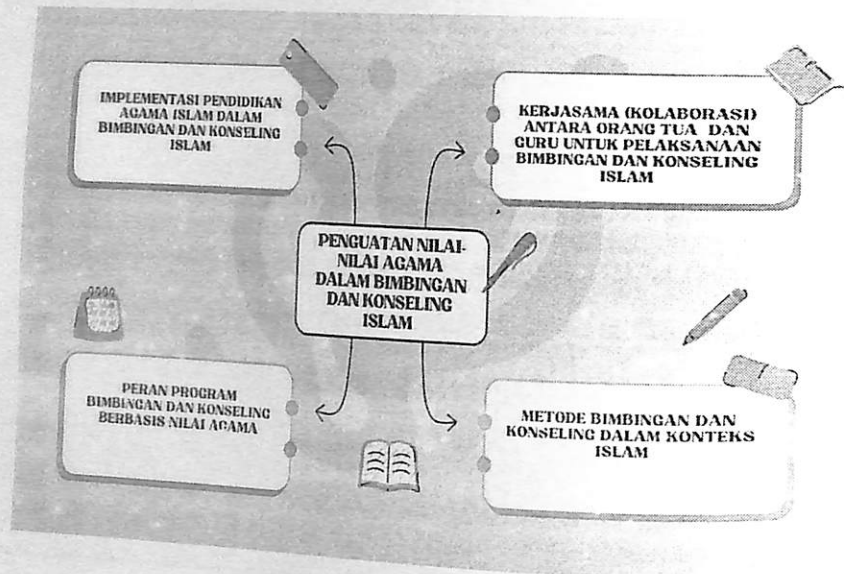 IMPLEMENTASI PENDIDIKAN
AGAMA ISLAM DALAM
BIMBINGAN DAN KONSELING
ISLAM
KERJASAMA (KOLABORASI)
ANTARA ORANG TUA DAN
GURU UNTUK PELAKSANAAN
BIMBINGAN DAN KONSELING
ISLAM
PENGUATAN NILAI-
NILAI AGAMA
DALAM BIMBINGAN
DAN KONSELING
ISLAM
PERAN PROGRAM
BIMBINGAN DAN KONSELING
BERBASIS NILAI AGAMA
METODE BIMBINGAN DAN
KONSELING DALAM KONTEKS
ISLAM